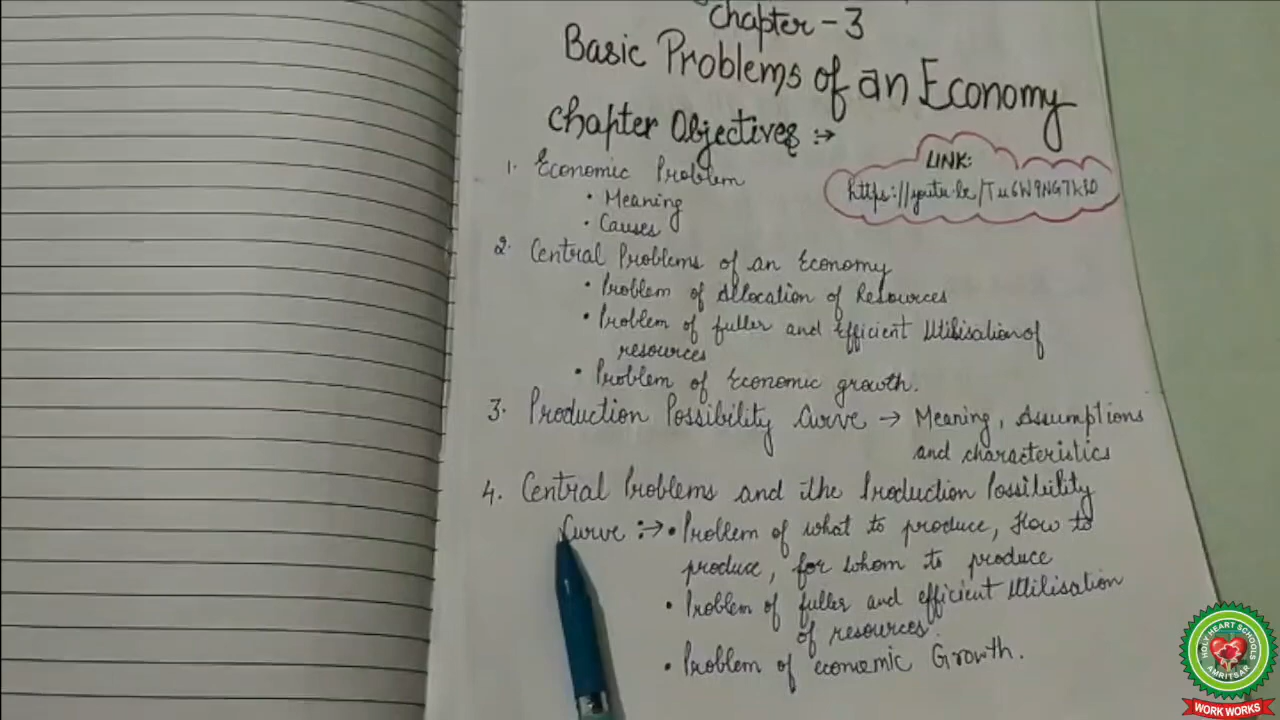 Chapter - 3
Basic Problems of an Economy
Chapter Objectives :→
LINK:
1. Economic Problem
• Meaning
• Causes
2. Central Problems of an Economy
• Problem of Allocation of Resources
• Problem of fuller and Efficient Utilisation of
resources
• Problem of Economic growth.
3. Production Possibility Curve → Meaning, Assumptions
and characteristics
4. Central Problems and the Production Possibility
Curve :→ • Problem of what to produce, How to
produce, for whom to produce
• Problem of fuller and efficient Utilisation
of resources.
• Problem of economic Growth.
HOLY HEART SCHOOLS
AMRITSAR
WORK WORKS